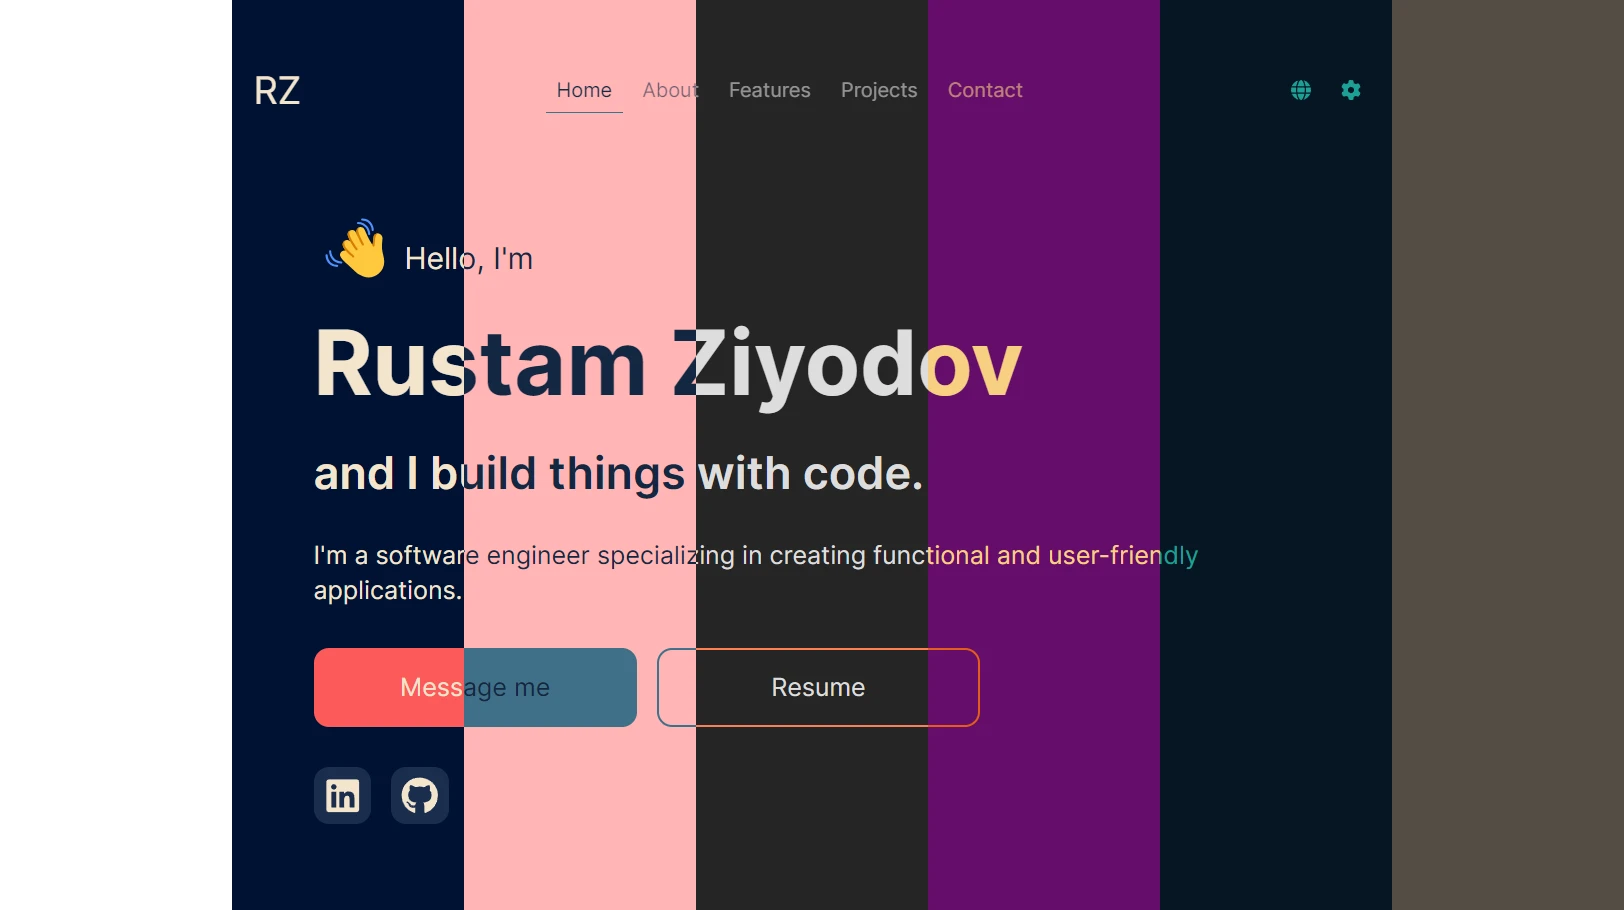 RZ
Home About Features Projects Contact
Hello, I'm
Rustam Ziyodov
and I build things with code.
I'm a software engineer specializing in creating functional and user-friendly
applications.
Message me Resume
in